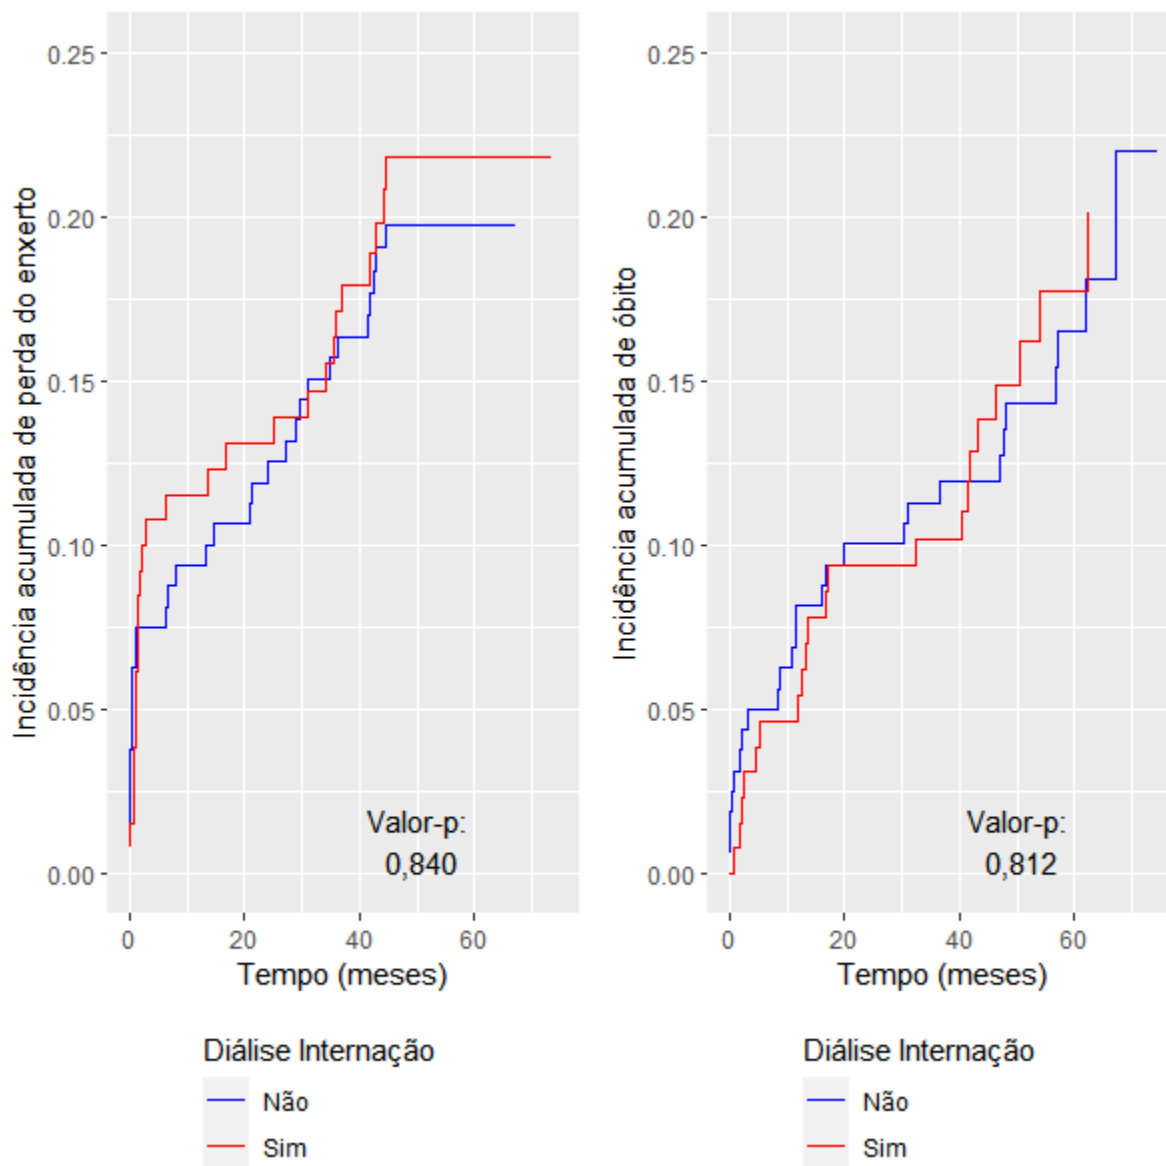 Incidência acumulada de perda do enxerto
0.25
0.20
0.15
0.10
0.05
0.00
Valor-p:
0,840
0
20
40
60
Tempo (meses)
Diálise Internação
Não
Sim
Incidência acumulada de óbito
0.25
0.20
0.15
0.10
0.05
0.00
Valor-p:
0,812
0
20
40
60
Tempo (meses)
Diálise Internação
Não
Sim